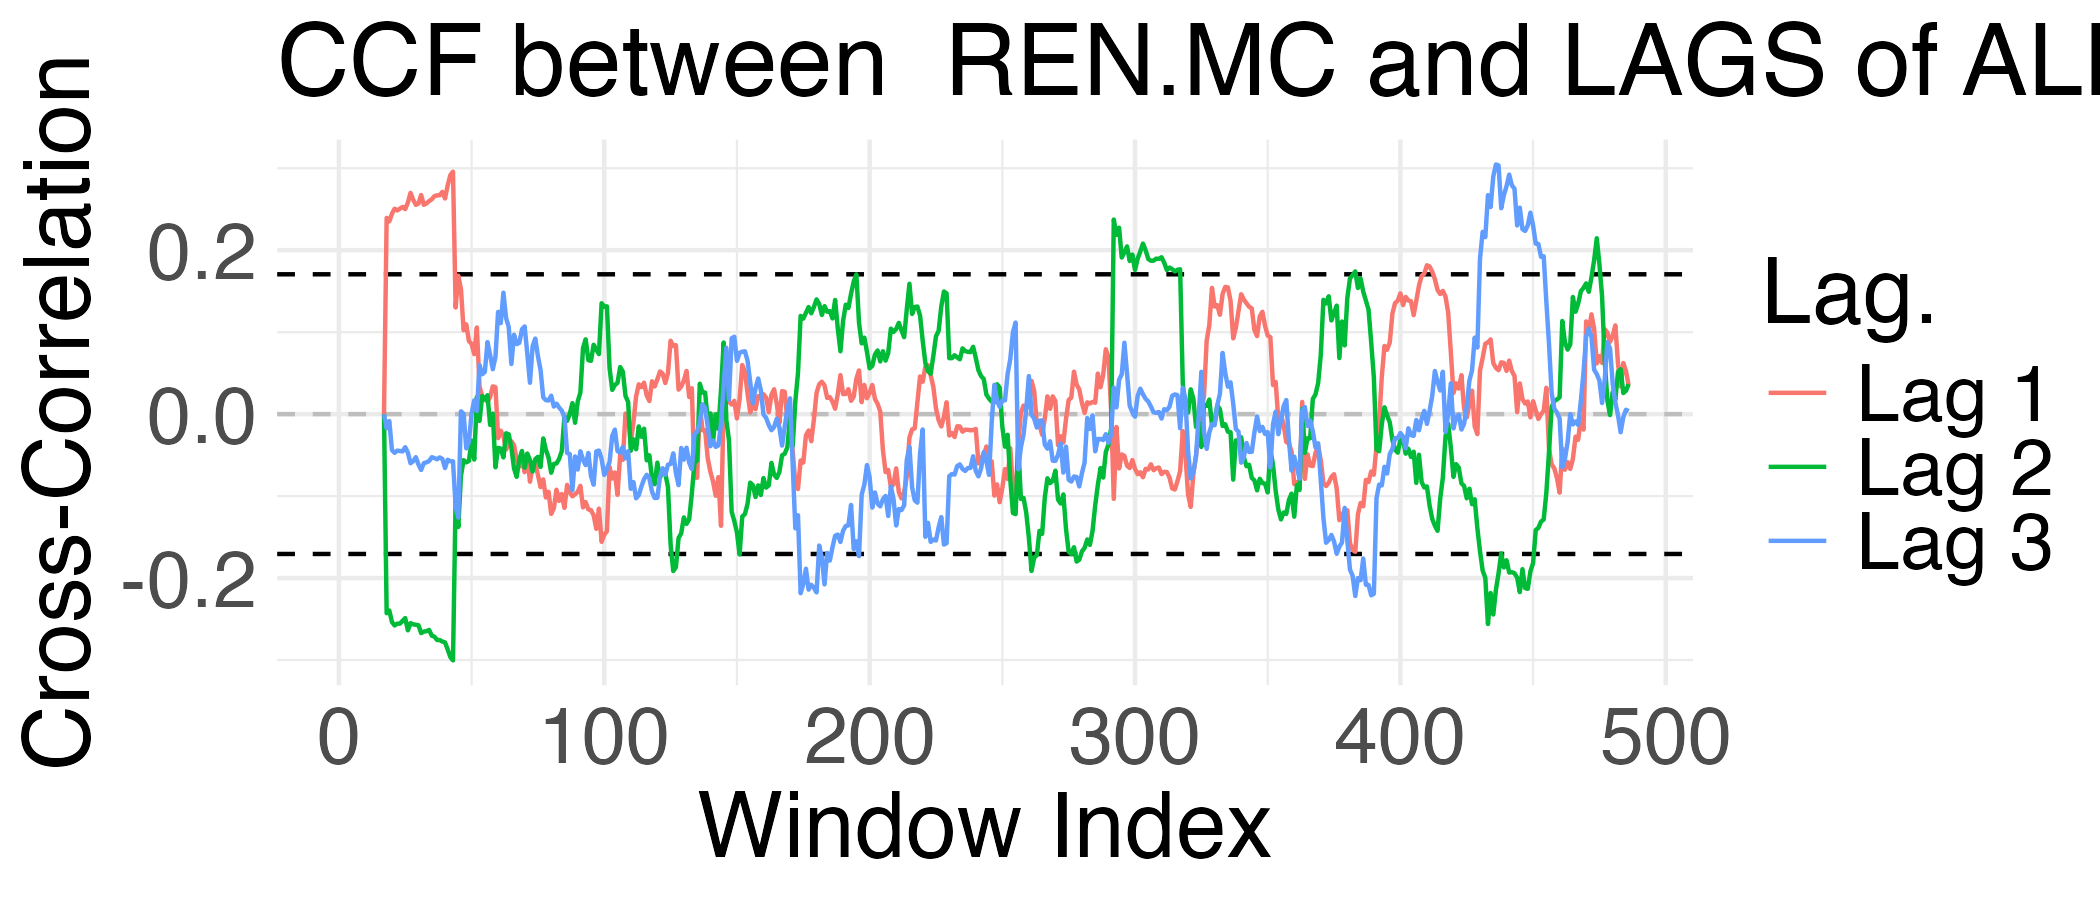 CCF between REN.MC and LAGS of
Cross-Correlation
0.2
0.0
-0.2
0 100 200 300 400 500
Window Index
Lag.
Lag 1
Lag 2
Lag 3